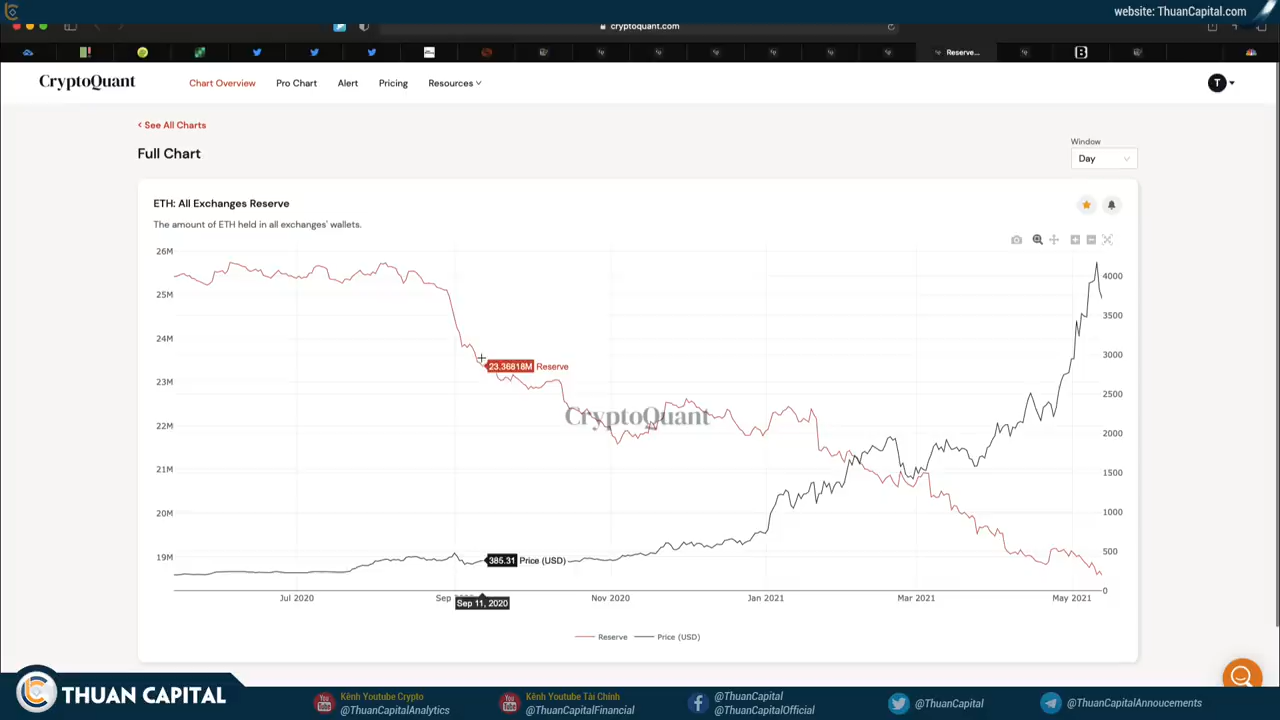 website: ThuanCapital.com
cryptoquant.com
Reserve...
CryptoQuant
Chart Overview
Pro Chart
Alert
Pricing
Resources
T
< See All Charts
Full Chart
Window
Day
ETH: All Exchanges Reserve
The amount of ETH held in all exchanges' wallets.
26M
25M
24M
23M
22M
21M
20M
19M
4000
3500
3000
2500
2000
1500
1000
500
0
23.36818M Reserve
CryptoQuant
385.31 Price (USD)
Jul 2020
Sep
Sep 11, 2020
Nov 2020
Jan 2021
Mar 2021
May 2021
Reserve
Price (USD)
THUAN CAPITAL
Kênh Youtube Crypto
@ThuanCapitalAnalytics
Kênh Youtube Tài Chính
@ThuanCapitalFinancial
@ThuanCapital
@ThuanCapitalOfficial
@ThuanCapital
@ThuanCapitalAnnoucements